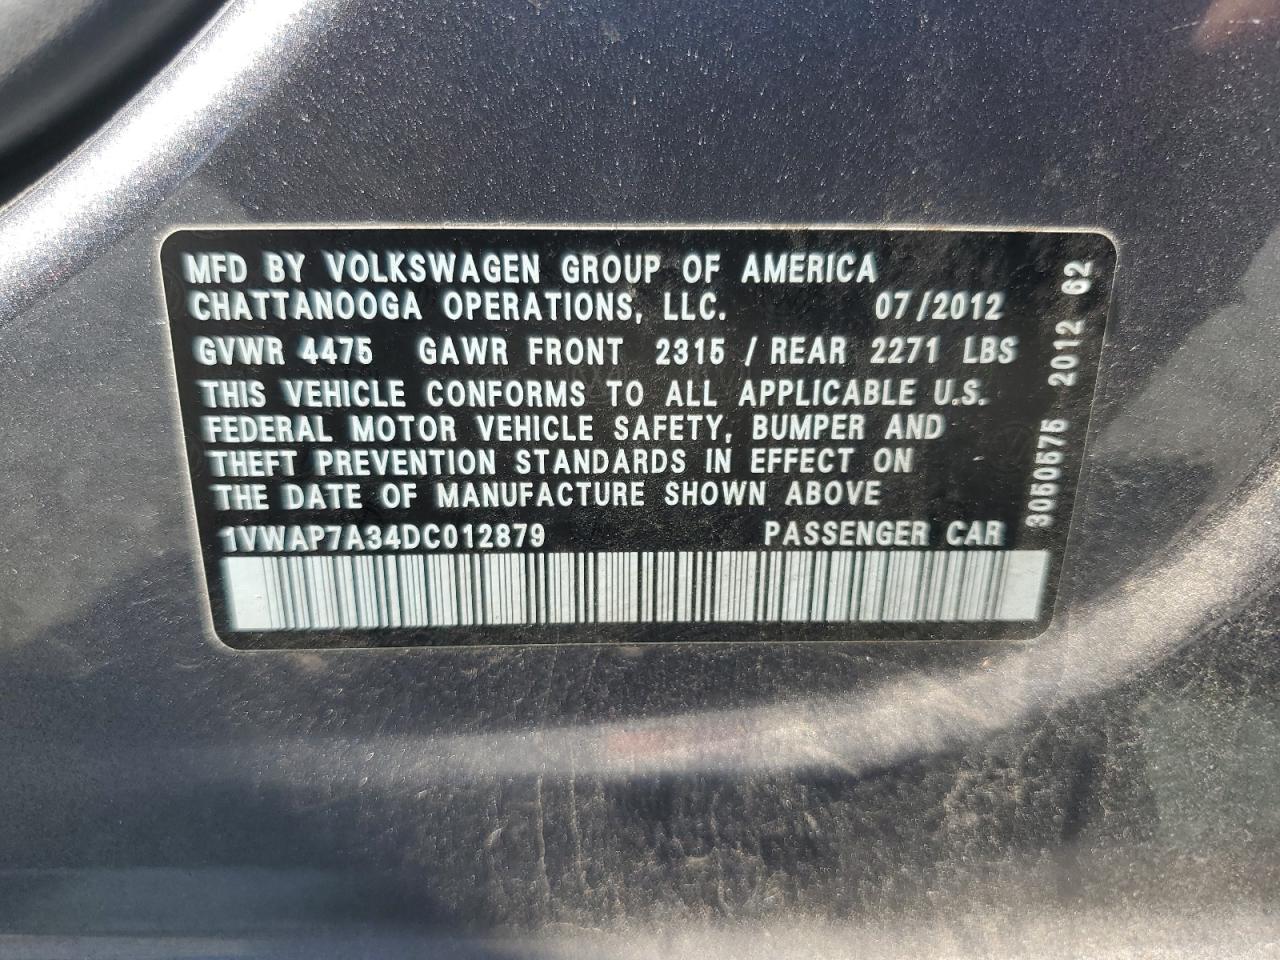 MFD BY VOLKSWAGEN GROUP OF AMERICA
CHATTANOOGA OPERATIONS, LLC. 07/2012
GVWR 4475 GAWR FRONT 2315 / REAR 2271 LBS
THIS VEHICLE CONFORMS TO ALL APPLICABLE U.S.
FEDERAL MOTOR VEHICLE SAFETY, BUMPER AND
THEFT PREVENTION STANDARDS IN EFFECT ON
THE DATE OF MANUFACTURE SHOWN ABOVE
1VWAP7A34DC012879 PASSENGER CAR
3050575 2012 62